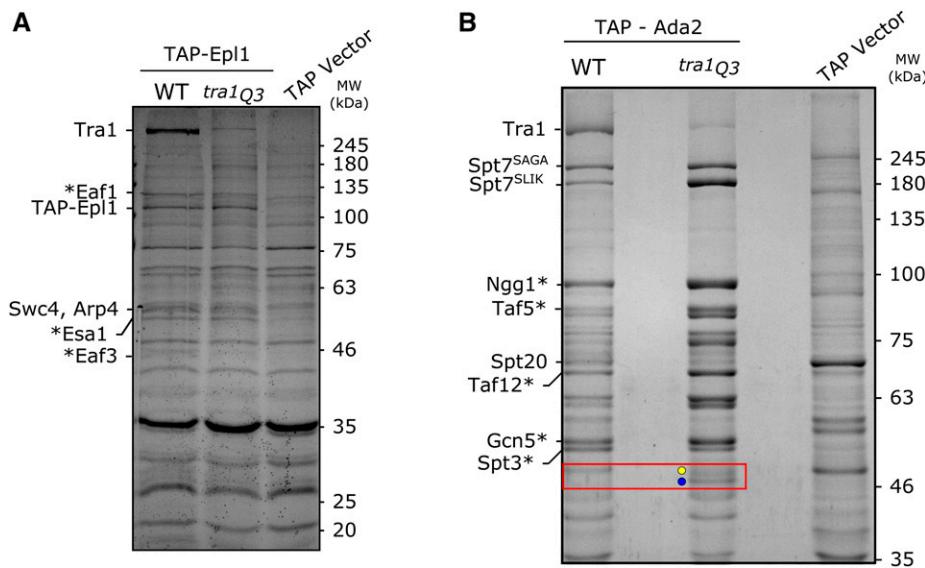 A
TAP-Epl1
WT tra1Q3 TAP Vector
MW
(kDa)
Tra1
245
180
*Eaf1
135
TAP-Epl1
100
75
63
Swc4, Arp4
*Esa1
*Eaf3
46
35
25
20
B
TAP - Ada2
WT tra1Q3 TAP Vector
MW
(kDa)
Tra1
Spt7SAGA
245
Spt7SLIK
180
135
Ngg1*
100
Taf5*
75
Spt20
Taf12*
63
Gcn5*
Spt3*
46
35